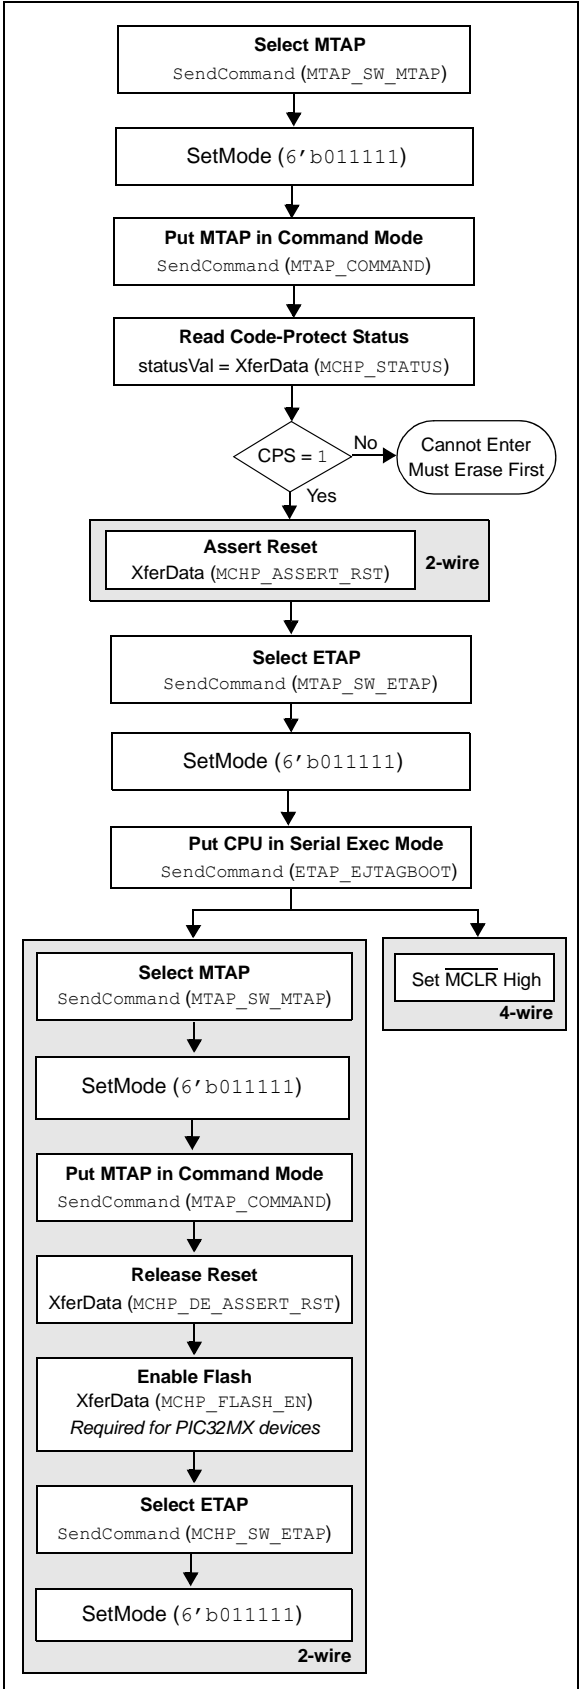 Select MTAP
SendCommand (MTAP_SW_MTAP)
SetMode (6’b011111)
Put MTAP in Command Mode
SendCommand (MTAP_COMMAND)
Read Code-Protect Status
statusVal = XferData (MCHP_STATUS)
CPS = 1
No
Cannot Enter
Must Erase First
Yes
Assert Reset
XferData (MCHP_ASSERT_RST)
2-wire
Select ETAP
SendCommand (MTAP_SW_ETAP)
SetMode (6’b011111)
Put CPU in Serial Exec Mode
SendCommand (ETAP_EJTAGBOOT)
Select MTAP
SendCommand (MTAP_SW_MTAP)
SetMode (6’b011111)
Put MTAP in Command Mode
SendCommand (MTAP_COMMAND)
Release Reset
XferData (MCHP_DE_ASSERT_RST)
Enable Flash
XferData (MCHP_FLASH_EN)
Required for PIC32MX devices
Select ETAP
SendCommand (MCHP_SW_ETAP)
SetMode (6’b011111)
2-wire
Set MCLR High
4-wire